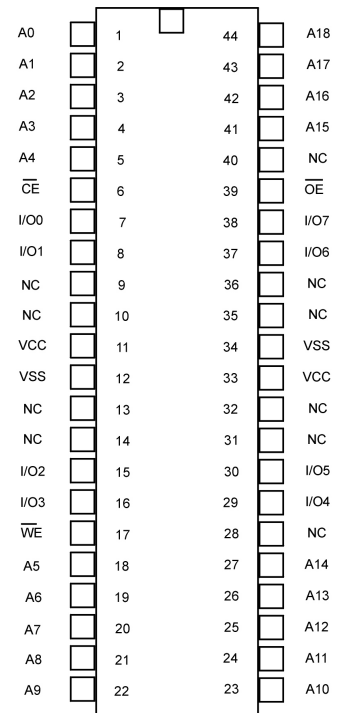 A0 1 44 A18
A1 2 43 A17
A2 3 42 A16
A3 4 41 A15
A4 5 40 NC
C̅E̅ 6 39 O̅E̅
I/O0 7 38 I/O7
I/O1 8 37 I/O6
NC 9 36 NC
NC 10 35 NC
VCC 11 34 VSS
VSS 12 33 VCC
NC 13 32 NC
NC 14 31 NC
I/O2 15 30 I/O5
I/O3 16 29 I/O4
W̅E̅ 17 28 NC
A5 18 27 A14
A6 19 26 A13
A7 20 25 A12
A8 21 24 A11
A9 22 23 A10